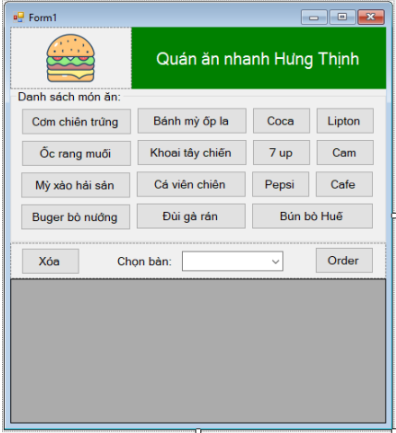 Form1
Quán ăn nhanh Hưng Thịnh
Danh sách món ăn:
Cơm chiên trứng Bánh mỳ ốp la Coca Lipton
Ốc rang muối Khoai tây chiến 7 up Cam
Mỳ xào hải sản Cá viên chiên Pepsi Cafe
Buger bò nướng Đùi gà rán Bún bò Huế
Xóa Chọn bàn: Order